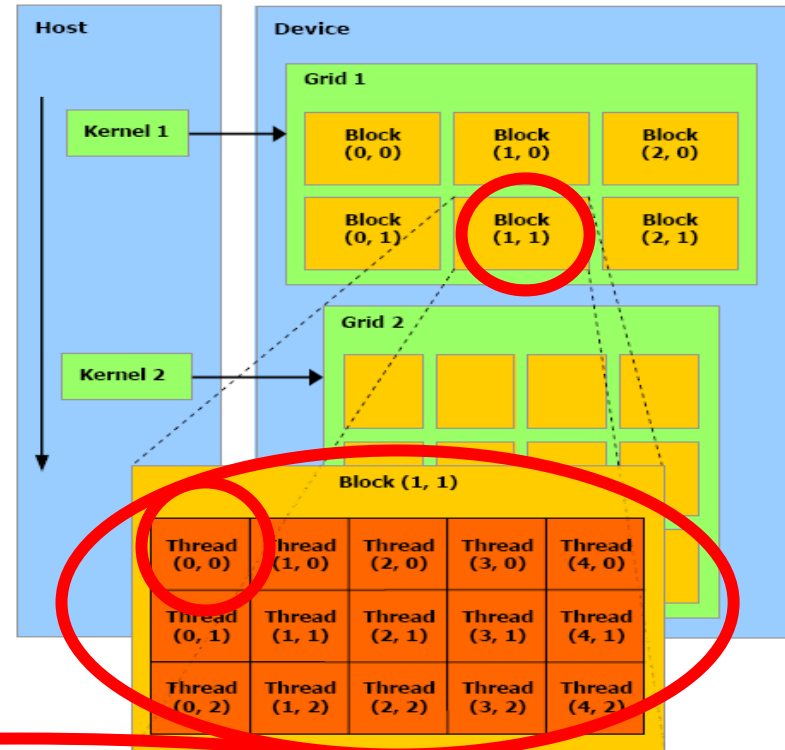 Host
Device
Grid 1
Kernel 1
Block
(0, 0)
Block
(1, 0)
Block
(2, 0)
Block
(0, 1)
Block
(1, 1)
Block
(2, 1)
Grid 2
Kernel 2
Block (1, 1)
Thread
(0, 0)
Thread
(1, 0)
Thread
(2, 0)
Thread
(3, 0)
Thread
(4, 0)
Thread
(0, 1)
Thread
(1, 1)
Thread
(2, 1)
Thread
(3, 1)
Thread
(4, 1)
Thread
(0, 2)
Thread
(1, 2)
Thread
(2, 2)
Thread
(3, 2)
Thread
(4, 2)